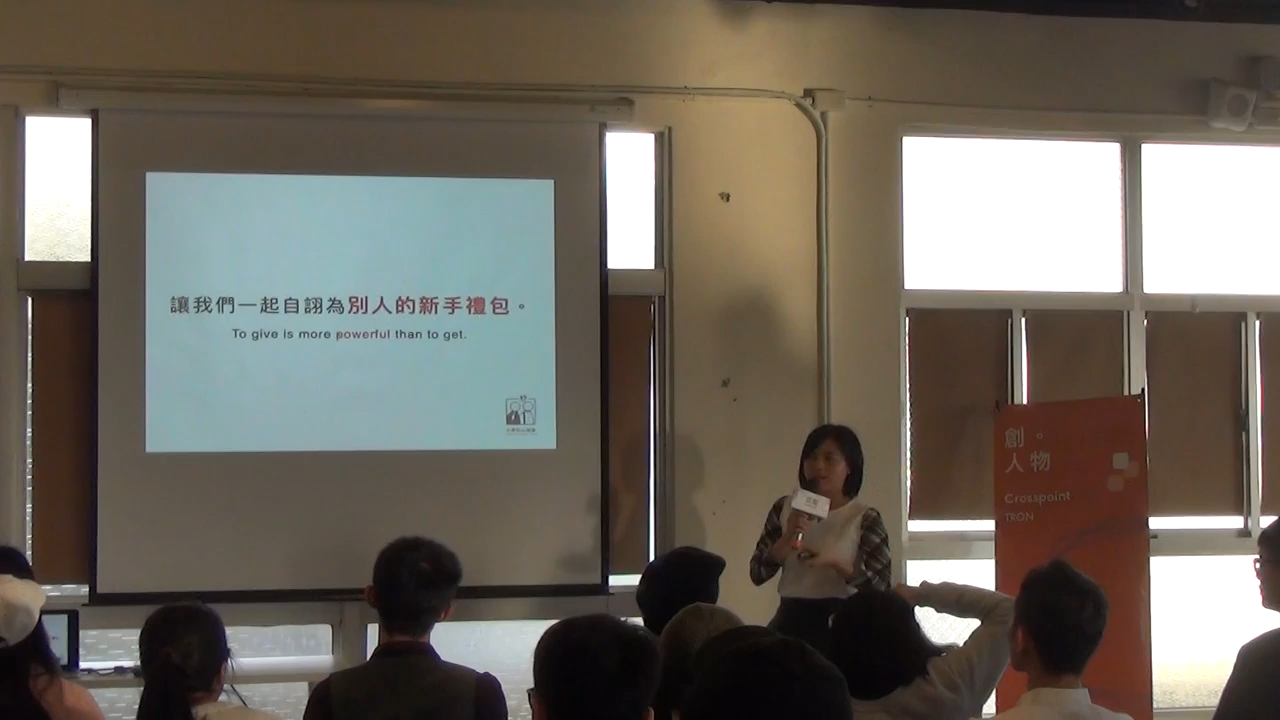 讓我們一起自詡為別人的新手禮包。
To give is more powerful than to get.
創。
人物
Crosspoint
TRON